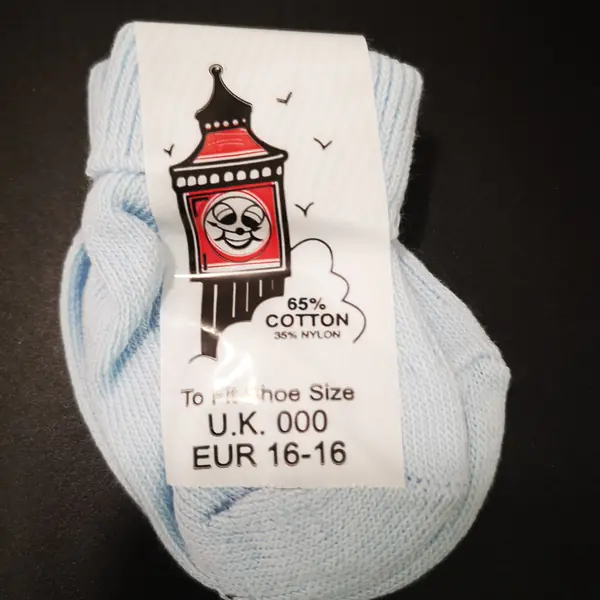 65%
COTTON
35% NYLON
To Fit Shoe Size
U.K. 000
EUR 16-16